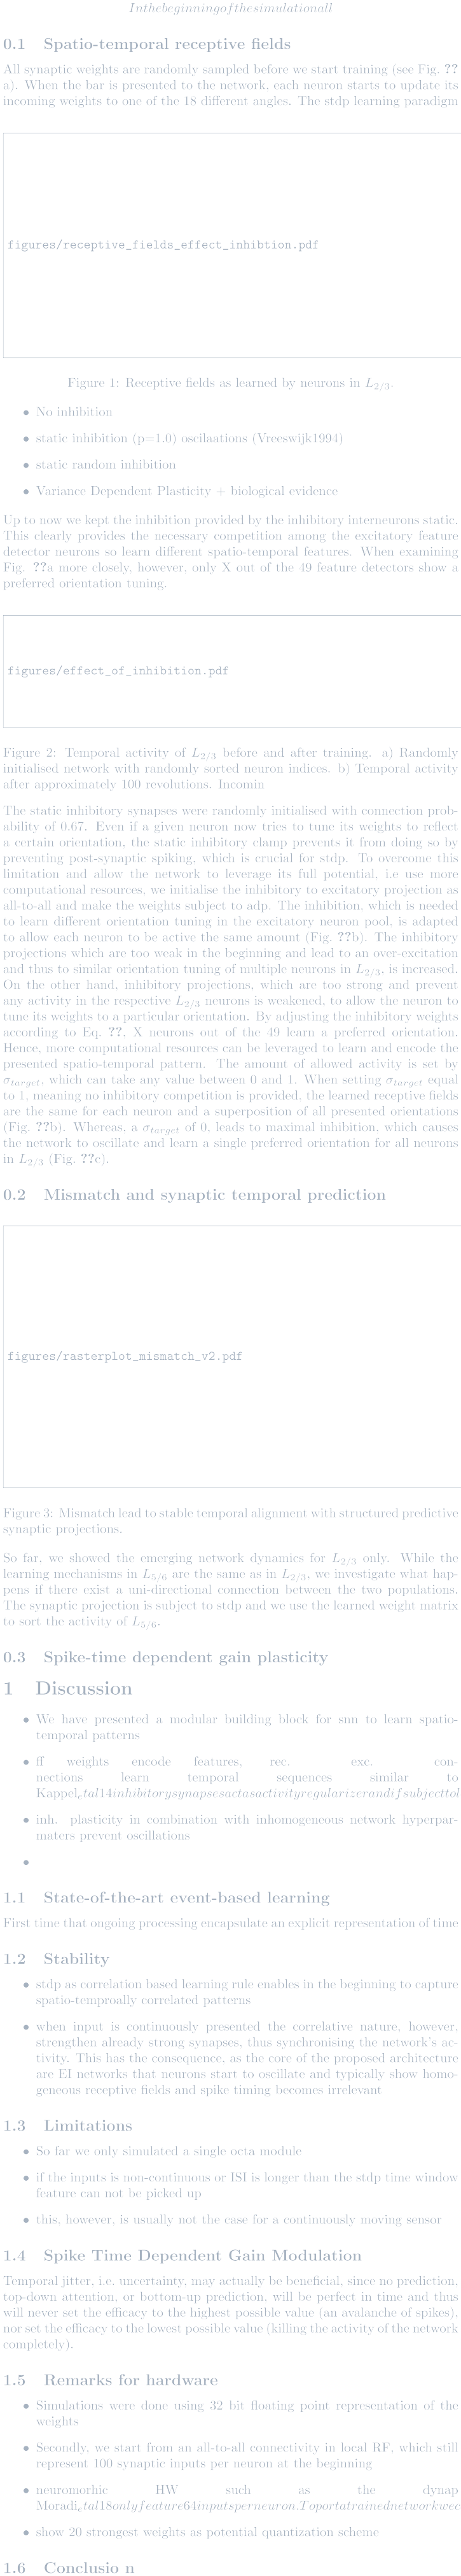 Inthebeginningofthesimulationall
0.1 Spatio-temporal receptive fields
All synaptic weights are randomly sampled before we start training (see Fig. ??
a). When the bar is presented to the network, each neuron starts to update its
incoming weights to one of the 18 different angles. The stdp learning paradigm
figures/receptive_fields_effect_inhibtion.pdf
Figure 1: Receptive fields as learned by neurons in L2/3.
• No inhibition
• static inhibition (p=1.0) oscilaations (Vreeswijk1994)
• static random inhibition
• Variance Dependent Plasticity + biological evidence
Up to now we kept the inhibition provided by the inhibitory interneurons static.
This clearly provides the necessary competition among the excitatory feature
detector neurons so learn different spatio-temporal features. When examining
Fig. ??a more closely, however, only X out of the 49 feature detectors show a
preferred orientation tuning.
figures/effect_of_inhibition.pdf
Figure 2: Temporal activity of L2/3 before and after training. a) Randomly
initialised network with randomly sorted neuron indices. b) Temporal activity
after approximately 100 revolutions. Incomin
The static inhibitory synapses were randomly initialised with connection prob-
ability of 0.67. Even if a given neuron now tries to tune its weights to reflect
a certain orientation, the static inhibitory clamp prevents it from doing so by
preventing post-synaptic spiking, which is crucial for stdp. To overcome this
limitation and allow the network to leverage its full potential, i.e use more
computational resources, we initialise the inhibitory to excitatory projection as
all-to-all and make the weights subject to adp. The inhibition, which is needed
to learn different orientation tuning in the excitatory neuron pool, is adapted
to allow each neuron to be active the same amount (Fig. ??b). The inhibitory
projections which are too weak in the beginning and lead to an over-excitation
and thus to similar orientation tuning of multiple neurons in L2/3, is increased.
On the other hand, inhibitory projections, which are too strong and prevent
any activity in the respective L2/3 neurons is weakened, to allow the neuron to
tune its weights to a particular orientation. By adjusting the inhibitory weights
according to Eq. ??, X neurons out of the 49 learn a preferred orientation.
Hence, more computational resources can be leveraged to learn and encode the
presented spatio-temporal pattern. The amount of allowed activity is set by
σtarget, which can take any value between 0 and 1. When setting σtarget equal
to 1, meaning no inhibitory competition is provided, the learned receptive fields
are the same for each neuron and a superposition of all presented orientations
(Fig. ??b). Whereas, a σtarget of 0, leads to maximal inhibition, which causes
the network to oscillate and learn a single preferred orientation for all neurons
in L2/3 (Fig. ??c).
0.2 Mismatch and synaptic temporal prediction
figures/rasterplot_mismatch_v2.pdf
Figure 3: Mismatch lead to stable temporal alignment with structured predictive
synaptic projections.
So far, we showed the emerging network dynamics for L2/3 only. While the
learning mechanisms in L5/6 are the same as in L2/3, we investigate what hap-
pens if there exist a uni-directional connection between the two populations.
The synaptic projection is subject to stdp and we use the learned weight matrix
to sort the activity of L5/6.
0.3 Spike-time dependent gain plasticity
1 Discussion
• We have presented a modular building block for snn to learn spatio-
temporal patterns
• ff weights encode features, rec. exc. con-
nections learn temporal sequences similar to
Kappel,tal14inhibitorysynapsesactasactivityregularizerandifsubjecttol
• inh. plasticity in combination with inhomogeneous network hyperpar-
maters prevent oscillations
•
1.1 State-of-the-art event-based learning
First time that ongoing processing encapsulate an explicit representation of time
1.2 Stability
• stdp as correlation based learning rule enables in the beginning to capture
spatio-temproally correlated patterns
• when input is continuously presented the correlative nature, however,
strengthen already strong synapses, thus synchronising the network's ac-
tivity. This has the consequence, as the core of the proposed architecture
are EI networks that neurons start to oscillate and typically show homo-
geneous receptive fields and spike timing becomes irrelevant
1.3 Limitations
• So far we only simulated a single octa module
• if the inputs is non-continuous or ISI is longer than the stdp time window
feature can not be picked up
• this, however, is usually not the case for a continuously moving sensor
1.4 Spike Time Dependent Gain Modulation
Temporal jitter, i.e. uncertainty, may actually be beneficial, since no prediction,
top-down attention, or bottom-up prediction, will be perfect in time and thus
will never set the efficacy to the highest possible value (an avalanche of spikes),
nor set the efficacy to the lowest possible value (killing the activity of the network
completely).
1.5 Remarks for hardware
• Simulations were done using 32 bit floating point representation of the
weights
• Secondly, we start from an all-to-all connectivity in local RF, which still
represent 100 synaptic inputs per neuron at the beginning
• neuromorhic HW such as the dynap
Moradi,tal18onlyfeature64inputsperneuron.Toportatrainednetworkwec
• show 20 strongest weights as potential quantization scheme
1.6 Conclusio n